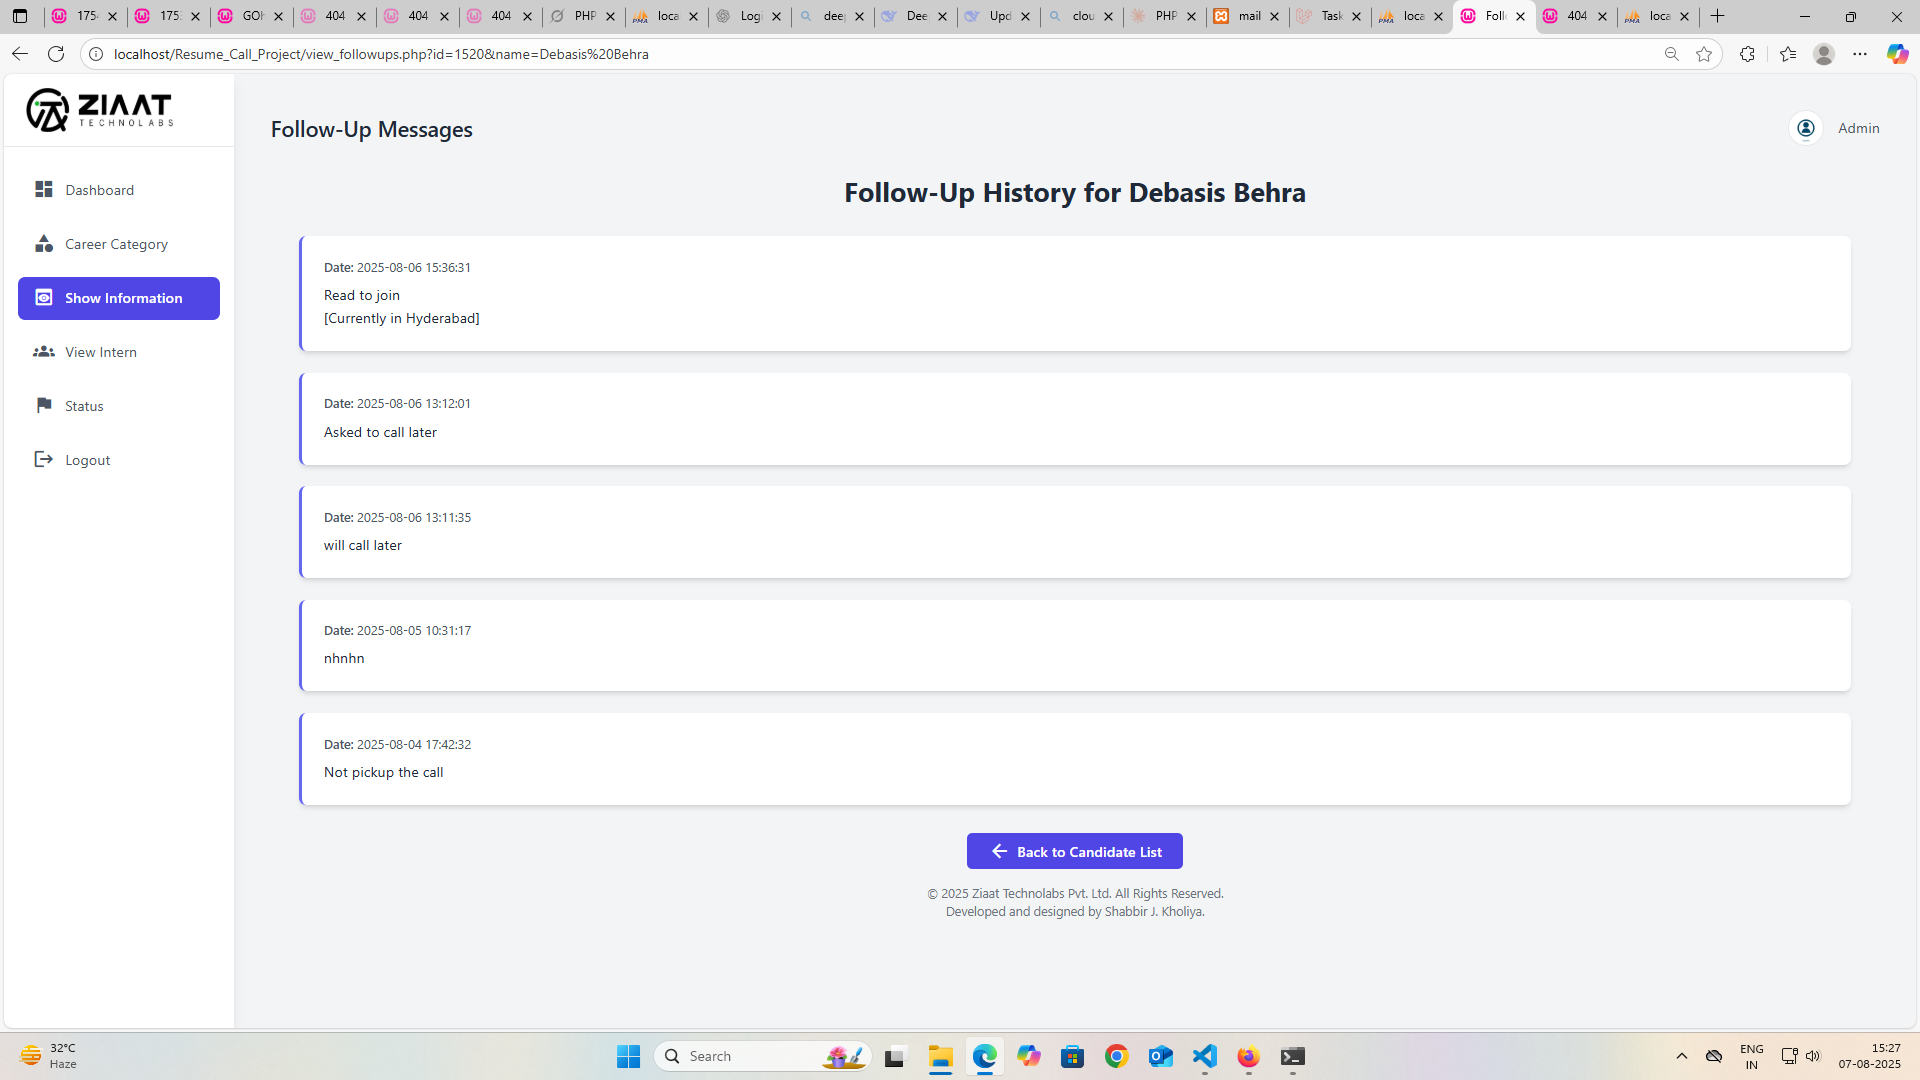 175
175
GOI
404
404
404
PHP
loca
Logi
dee
Dee
Upd
clou
PHP
mail
Task
loca
Foll
404
loca
localhost/Resume_Call_Project/view_followups.php?id=1520&name=Debasis%20Behra
ZIAAT
TECHNOLABS
Follow-Up Messages
Admin
Dashboard
Career Category
Show Information
View Intern
Status
Logout
Follow-Up History for Debasis Behra
Date: 2025-08-06 15:36:31
Read to join
[Currently in Hyderabad]
Date: 2025-08-06 13:12:01
Asked to call later
Date: 2025-08-06 13:11:35
will call later
Date: 2025-08-05 10:31:17
nhnhn
Date: 2025-08-04 17:42:32
Not pickup the call
Back to Candidate List
© 2025 Ziaat Technolabs Pvt. Ltd. All Rights Reserved.
Developed and designed by Shabbir J. Kholiya.
32°C
Haze
Search
ENG
IN
15:27
07-08-2025